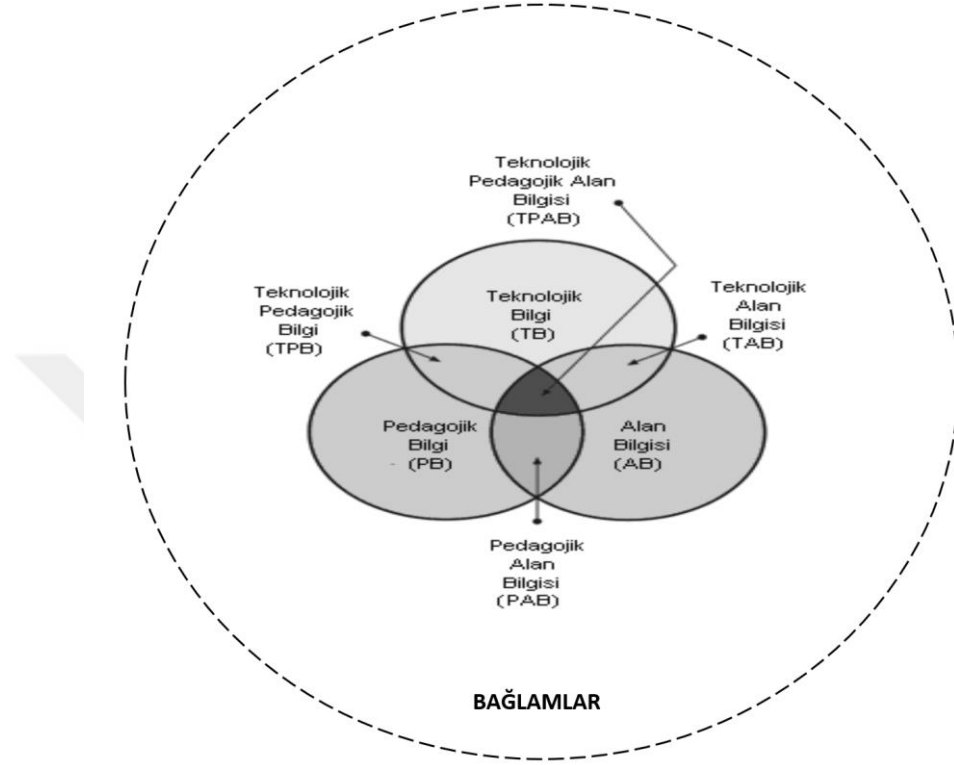 Teknolojik
Pedagojik Alan
Bilgisi
(TPAB)
Teknolojik
Pedagojik
Bilgi
(TPB)
Teknolojik
Bilgi
(TB)
Teknolojik
Alan
Bilgisi
(TAB)
Pedagojik
Bilgi
(PB)
Alan
Bilgisi
(AB)
Pedagojik
Alan
Bilgisi
(PAB)
BAĞLAMLAR